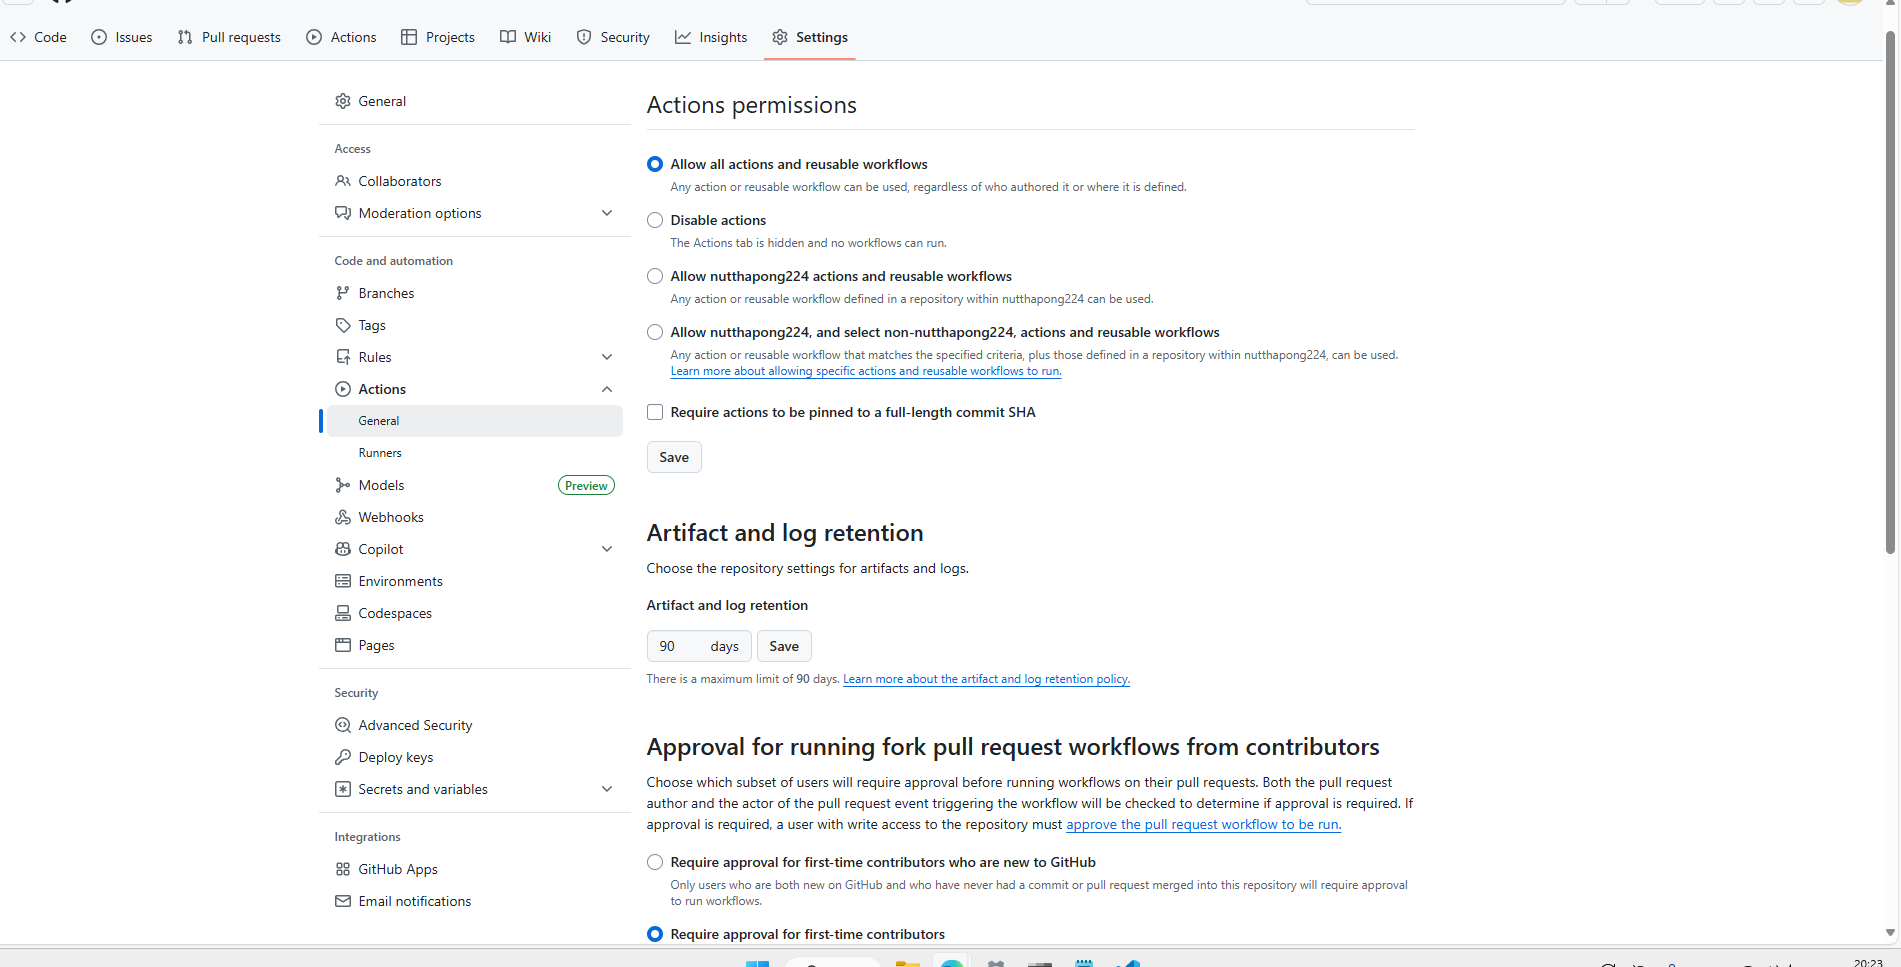 Code
Issues
Pull requests
Actions
Projects
Wiki
Security
Insights
Settings
General
Access
Collaborators
Moderation options
Code and automation
Branches
Tags
Rules
Actions
General
Runners
Models
Preview
Webhooks
Copilot
Environments
Codespaces
Pages
Security
Advanced Security
Deploy keys
Secrets and variables
Integrations
GitHub Apps
Email notifications
Actions permissions
Allow all actions and reusable workflows
Any action or reusable workflow can be used, regardless of who authored it or where it is defined.
Disable actions
The Actions tab is hidden and no workflows can run.
Allow nutthapong224 actions and reusable workflows
Any action or reusable workflow defined in a repository within nutthapong224 can be used.
Allow nutthapong224, and select non-nutthapong224, actions and reusable workflows
Any action or reusable workflow that matches the specified criteria, plus those defined in a repository within nutthapong224, can be used.
Learn more about allowing specific actions and reusable workflows to run.
Require actions to be pinned to a full-length commit SHA
Save
Artifact and log retention
Choose the repository settings for artifacts and logs.
Artifact and log retention
90 days Save
There is a maximum limit of 90 days. Learn more about the artifact and log retention policy.
Approval for running fork pull request workflows from contributors
Choose which subset of users will require approval before running workflows on their pull requests. Both the pull request
author and the actor of the pull request event triggering the workflow will be checked to determine if approval is required. If
approval is required, a user with write access to the repository must approve the pull request workflow to be run.
Require approval for first-time contributors who are new to GitHub
Only users who are both new on GitHub and who have never had a commit or pull request merged into this repository will require approval
to run workflows.
Require approval for first-time contributors
20:23